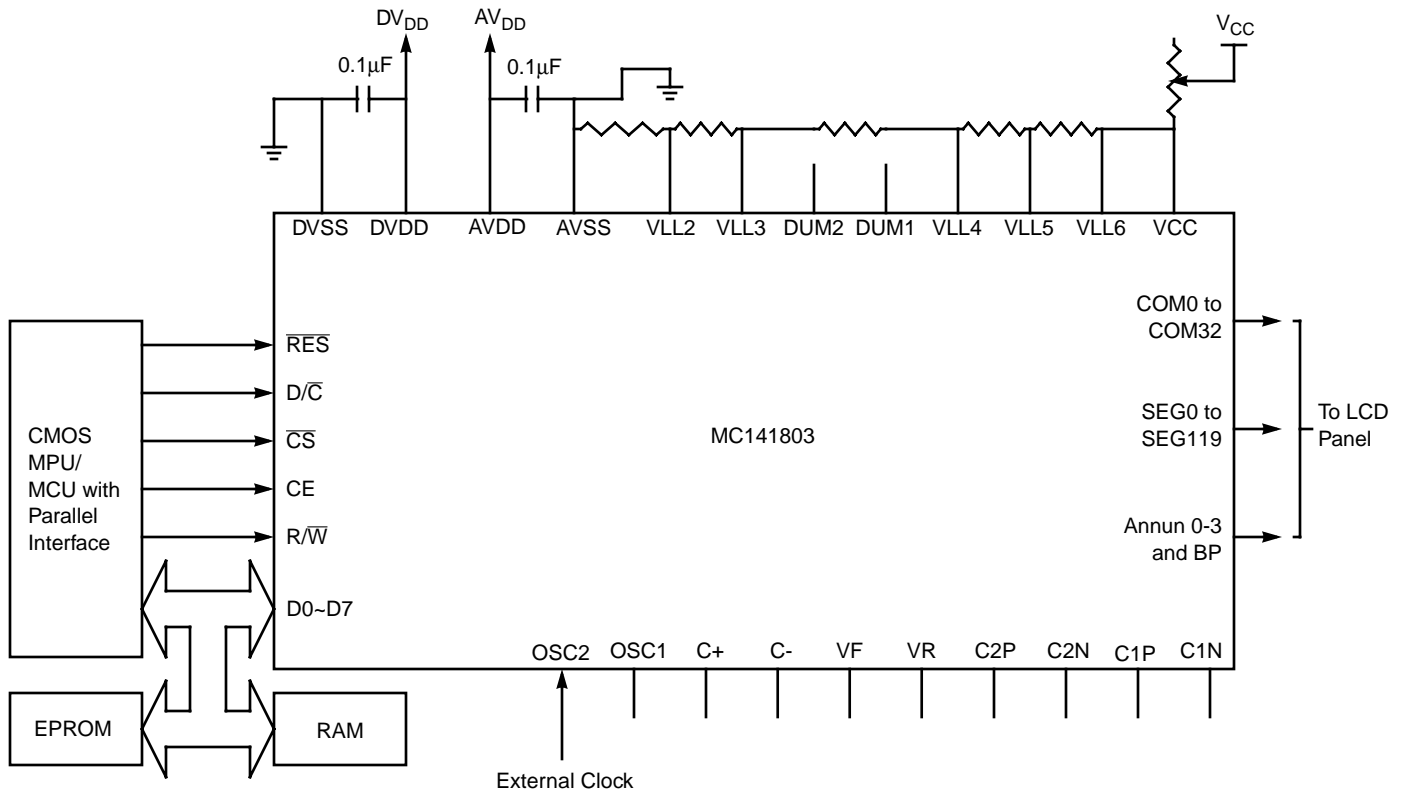 DVDD
AVDD
VCC
0.1μF
0.1μF
DVSS DVDD AVDD AVSS VLL2 VLL3 DUM2 DUM1 VLL4 VLL5 VLL6 VCC
COM0 to
COM32
RES
D/C
CS
CE
R/W
D0~D7
CMOS
MPU/
MCU with
Parallel
Interface
MC141803
SEG0 to
SEG119
To LCD
Panel
Annun 0-3
and BP
OSC2 OSC1 C+ C- VF VR C2P C2N C1P C1N
EPROM
RAM
External Clock